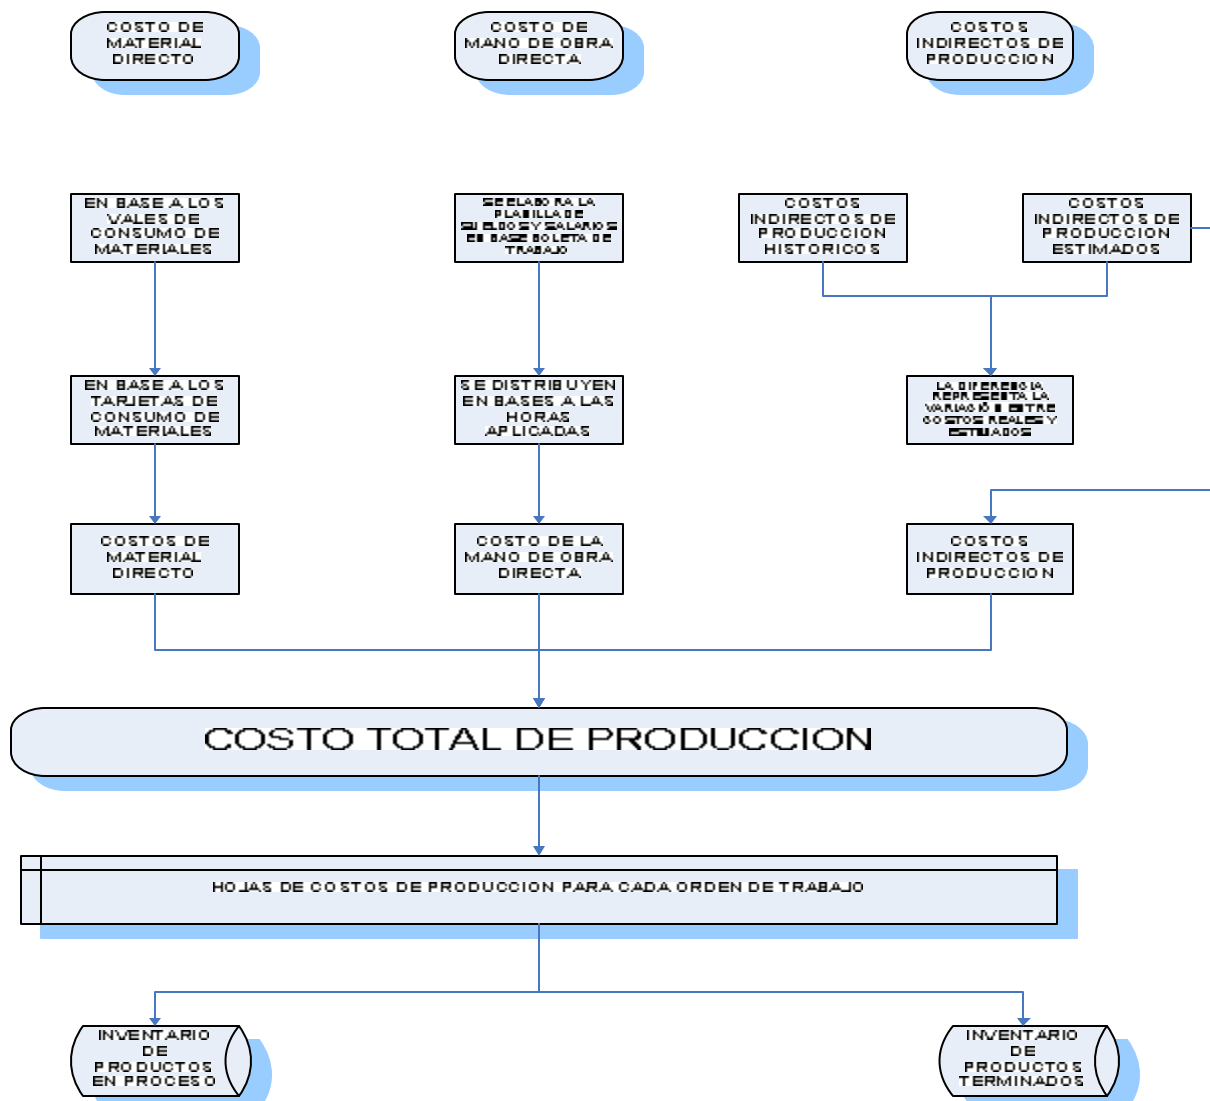 COSTO DE
MATERIAL
DIRECTO
COSTO DE
MANO DE OBRA
DIRECTA
COSTOS
INDIRECTOS DE
PRODUCCION
EN BASE A LOS
VALES DE
CONSUMO DE
MATERIALES
SE ELABORA LA
PLANILLA DE
SUELDOS Y SALARIOS
EN BASE BOLETA DE
TRABAJO
COSTOS
INDIRECTOS DE
PRODUCCION
HISTORICOS
COSTOS
INDIRECTOS DE
PRODUCCION
ESTIMADOS
EN BASE A LOS
TARJETAS DE
CONSUMO DE
MATERIALES
SE DISTRIBUYEN
EN BASES A LAS
HORAS
APLICADAS
LA DIFERENCIA
REPRESENTA LA
VARIACIÓN ENTRE
COSTOS REALES Y
ESTIMADOS
COSTOS DE
MATERIAL
DIRECTO
COSTO DE LA
MANO DE OBRA
DIRECTA
COSTOS
INDIRECTOS DE
PRODUCCION
COSTO TOTAL DE PRODUCCION
HOJAS DE COSTOS DE PRODUCCION PARA CADA ORDEN DE TRABAJO
INVENTARIO
DE
PRODUCTOS
EN PROCESO
INVENTARIO
DE
PRODUCTOS
TERMINADOS